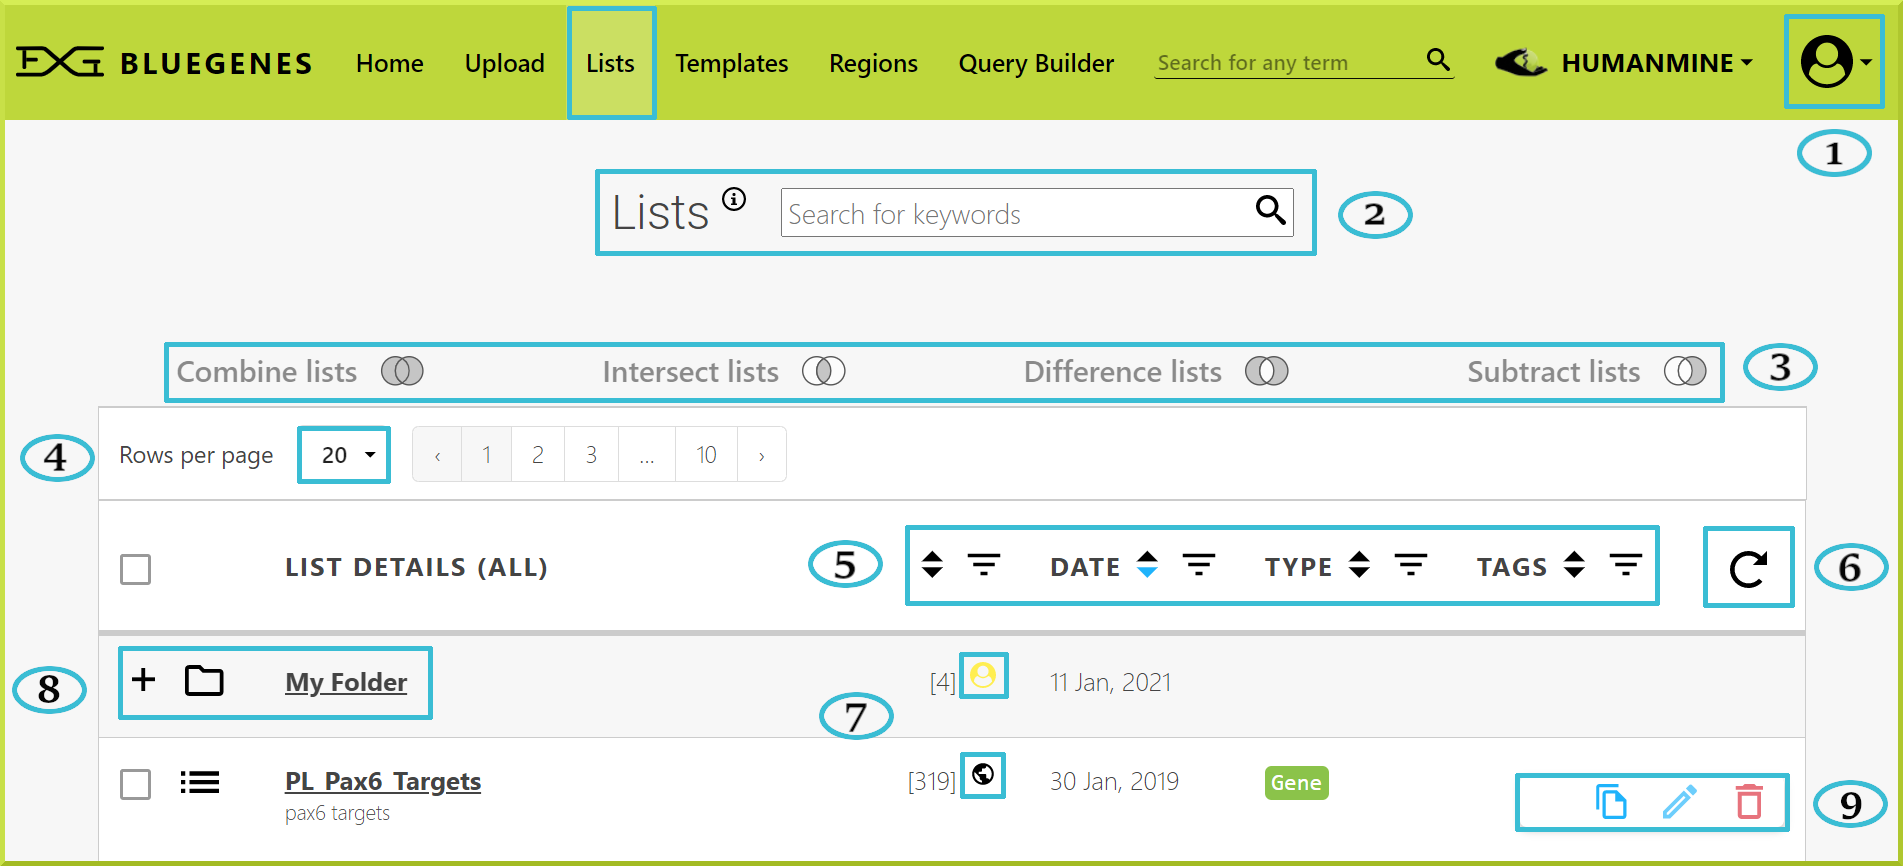 BLUEGENES Home Upload Lists Templates Regions Query Builder Search for any term HUMANMINE
1
Lists Search for keywords 2
Combine lists Intersect lists Difference lists Subtract lists 3
4 Rows per page 20 ‹ 1 2 3 ... 10 ›
LIST DETAILS (ALL) 5 DATE TYPE TAGS 6
8 + My Folder [4] 11 Jan, 2021
7
PL_Pax6_Targets [319] 30 Jan, 2019 Gene
pax6 targets 9